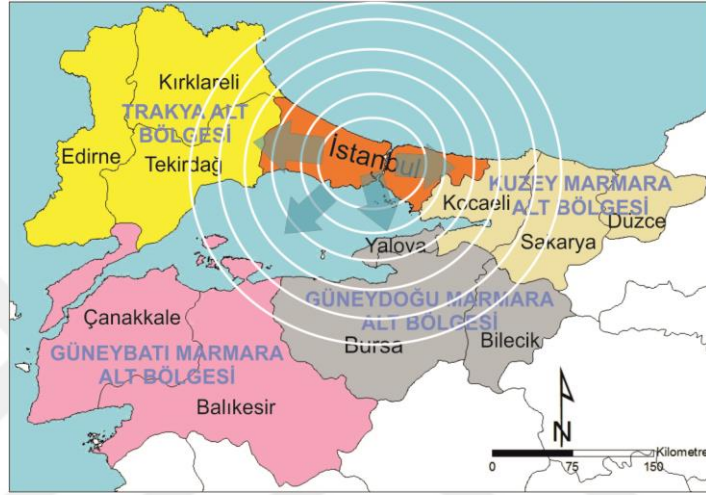 Kırklareli
TRAKYA ALT
BÖLGESİ
Edirne
Tekirdağ
İstanbul
KUZEY MARMARA
ALT BÖLGESİ
Kocaeli
Düzce
Sakarya
Yalova
GÜNEYDOĞU MARMARA
ALT BÖLGESİ
Bursa
Bilecik
Çanakkale
GÜNEYBATI MARMARA
ALT BÖLGESİ
Balıkesir
N
Kilometre
0 75 150